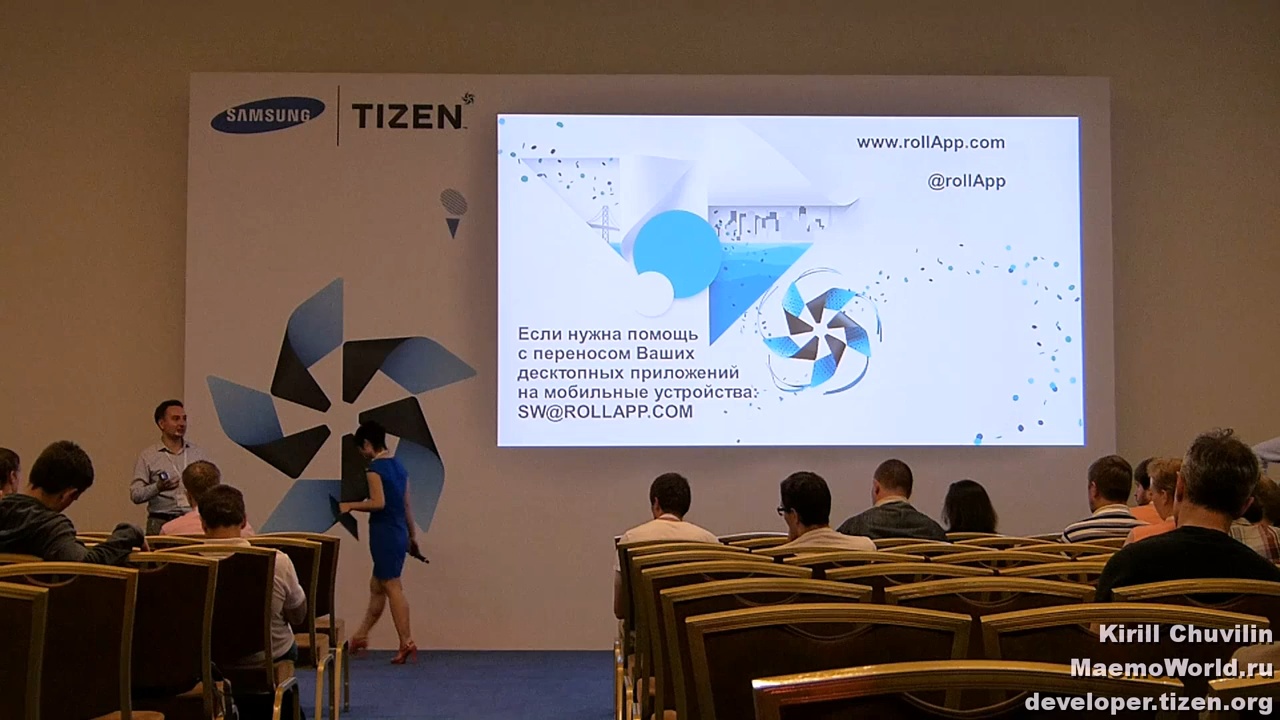 SAMSUNG
TIZEN™
www.rollApp.com
@rollApp
Если нужна помощь
с переносом Ваших
десктопных приложений
на мобильные устройства:
SW@ROLLAPP.COM
Kirill Chuvilin
MaemoWorld.ru
developer.tizen.org